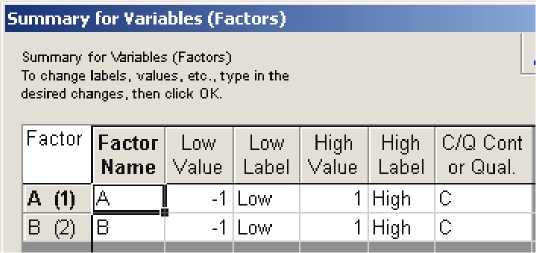 Summary for Variables (Factors)
Summary for Variables (Factors)
To change labels, values, etc., type in the
desired changes, then click OK.
Factor Factor Name Low Value Low Label High Value High Label C/Q Cont or Qual.
A (1) A -1 Low 1 High C
B (2) B -1 Low 1 High C